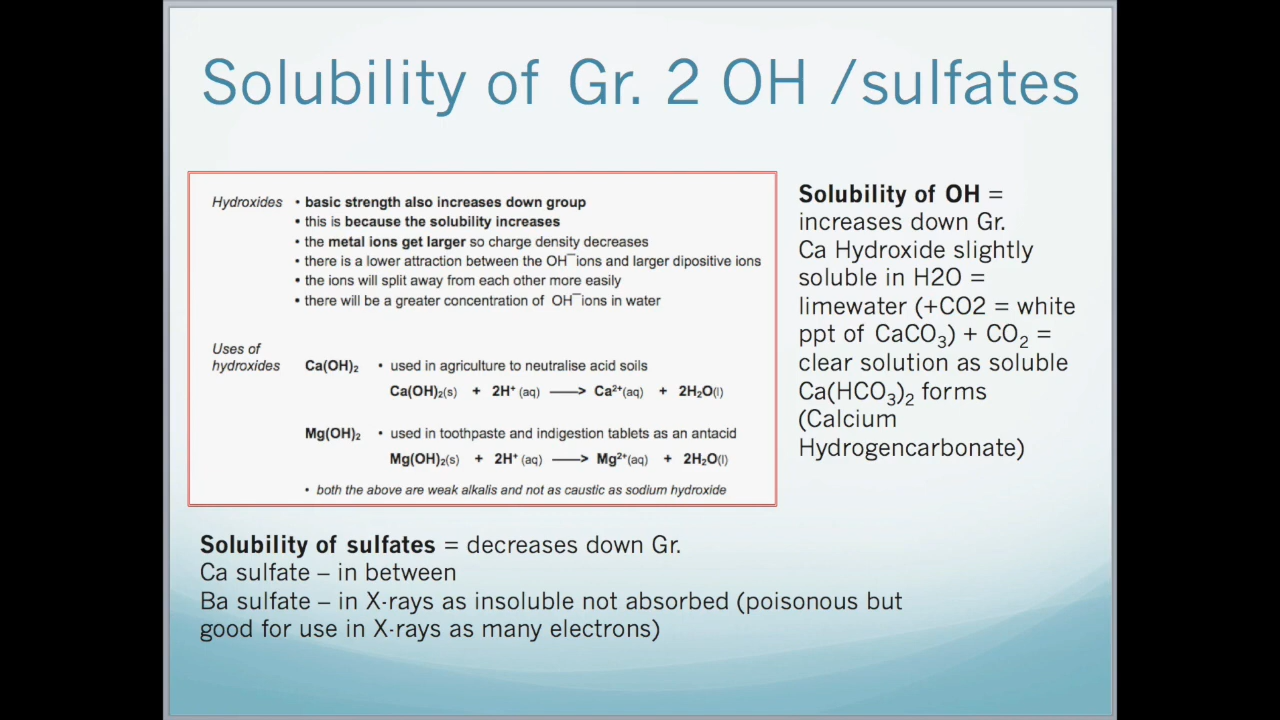 Solubility of Gr. 2 OH /sulfates
Hydroxides • basic strength also increases down group
• this is because the solubility increases
• the metal ions get larger so charge density decreases
• there is a lower attraction between the OH¯ ions and larger dipositive ions
• the ions will split away from each other more easily
• there will be a greater concentration of OH¯ ions in water
Uses of
hydroxides Ca(OH)₂ • used in agriculture to neutralise acid soils
Ca(OH)₂(s) + 2H⁺ (aq) ——> Ca²⁺(aq) + 2H₂O(l)
Mg(OH)₂ • used in toothpaste and indigestion tablets as an antacid
Mg(OH)₂(s) + 2H⁺ (aq) ——> Mg²⁺(aq) + 2H₂O(l)
• both the above are weak alkalis and not as caustic as sodium hydroxide
Solubility of OH =
increases down Gr.
Ca Hydroxide slightly
soluble in H2O =
limewater (+CO2 = white
ppt of CaCO₃) + CO₂ =
clear solution as soluble
Ca(HCO₃)₂ forms
(Calcium
Hydrogencarbonate)
Solubility of sulfates = decreases down Gr.
Ca sulfate – in between
Ba sulfate – in X-rays as insoluble not absorbed (poisonous but
good for use in X-rays as many electrons)